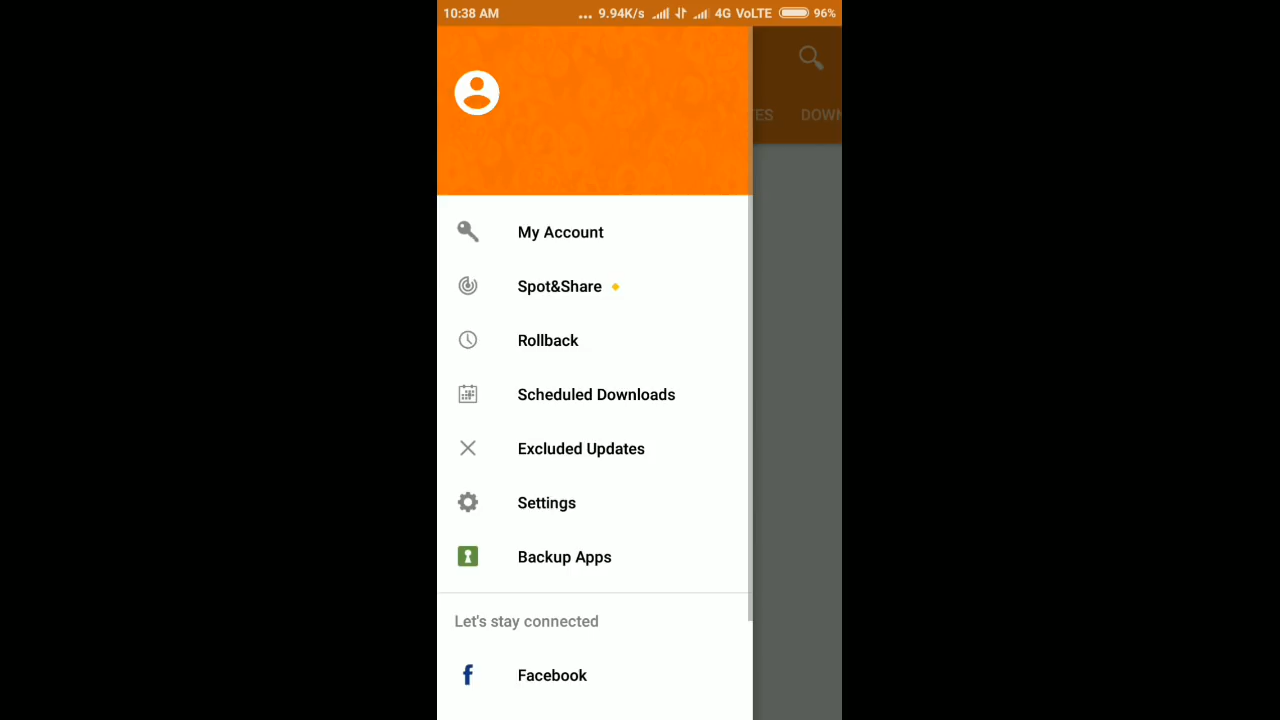 10:38 AM ... 9.94K/s 4G VoLTE 96%
TES DOWN
My Account
Spot&Share
Rollback
Scheduled Downloads
Excluded Updates
Settings
Backup Apps
Let's stay connected
Facebook